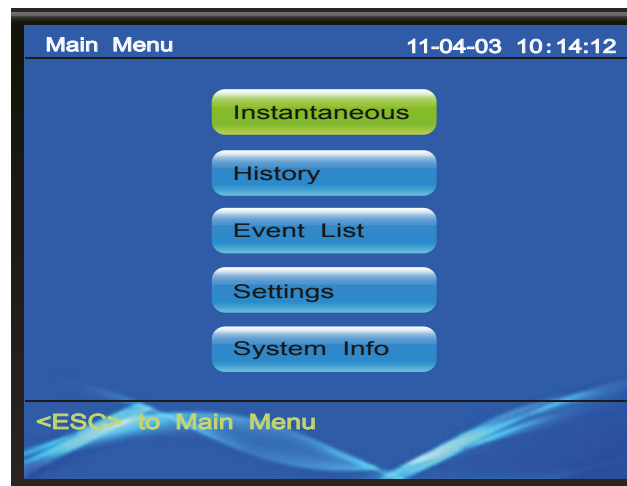 Main Menu 11-04-03 10:14:12
Instantaneous
History
Event List
Settings
System Info
<ESC> to Main Menu